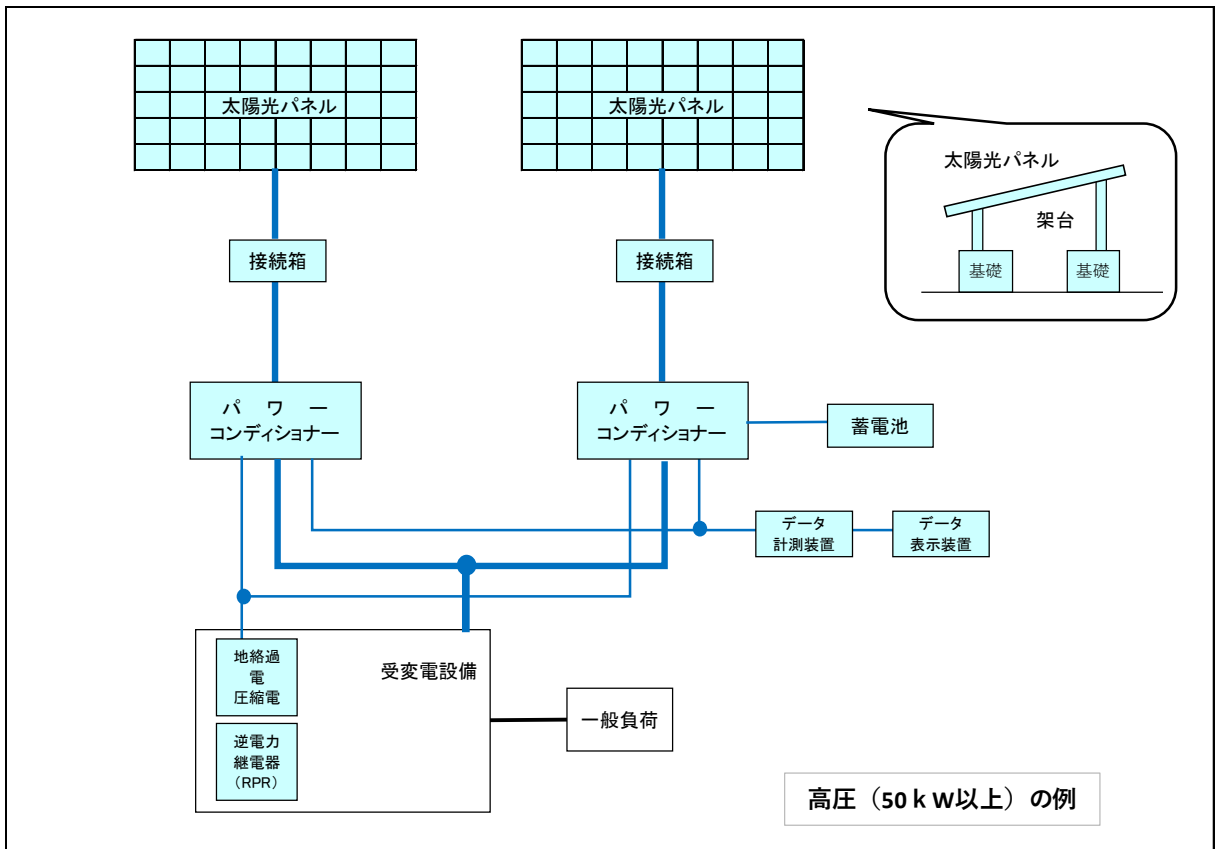 太陽光パネル
太陽光パネル
太陽光パネル
架台
基礎
基礎
接続箱
接続箱
パワー
コンディショナー
パワー
コンディショナー
蓄電池
データ
計測装置
データ
表示装置
地絡過
電
圧縮電
受変電設備
一般負荷
逆電力
継電器
（RPR）
高圧（50ｋW以上）の例